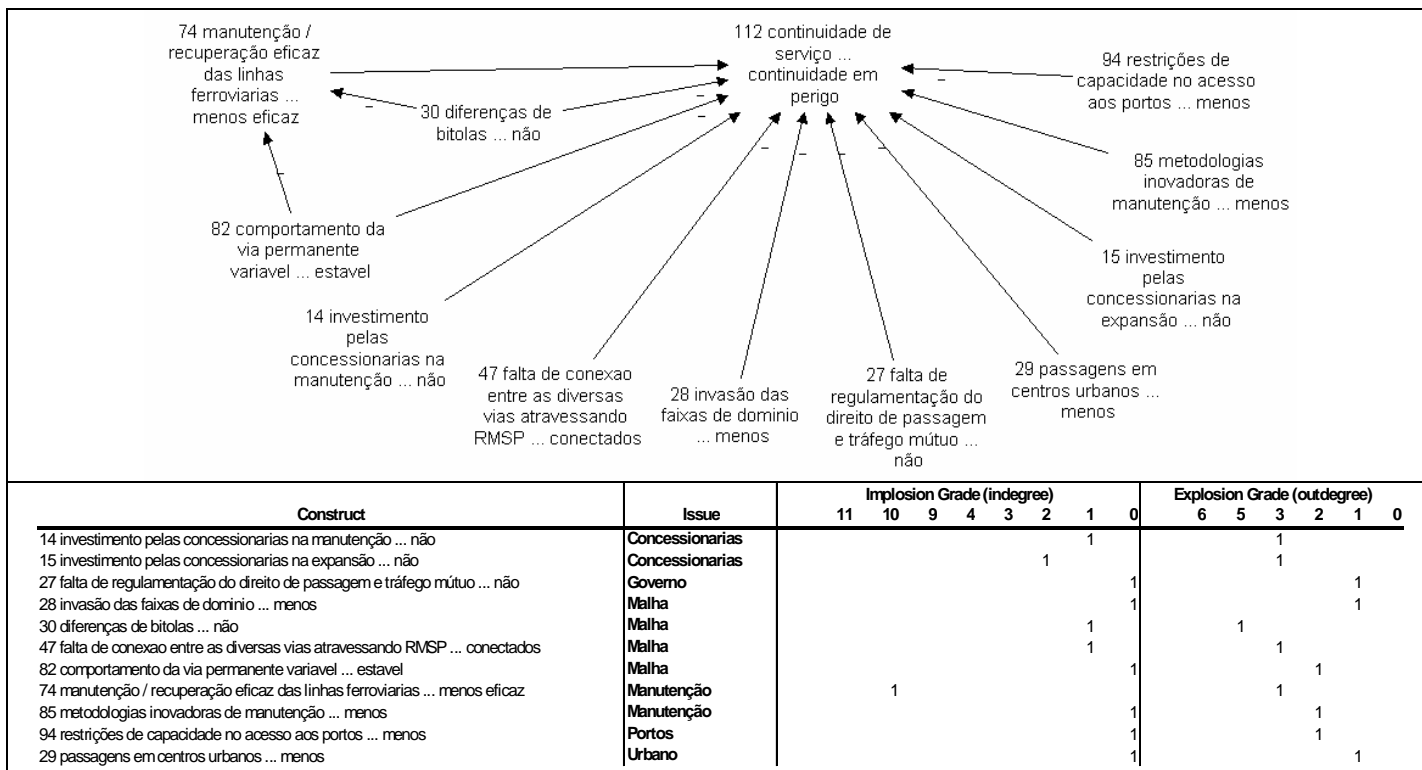 74 manutenção /
recuperação eficaz
das linhas
ferroviarias ...
menos eficaz
112 continuidade de
serviço ...
continuidade em
perigo
94 restrições de
capacidade no acesso
aos portos ... menos
30 diferenças de
bitolas ... não
85 metodologias
inovadoras de
manutenção ... menos
82 comportamento da
via permanente
variavel ... estavel
15 investimento
pelas
concessionarias na
expansão ... não
14 investimento
pelas
concessionarias na
manutenção ... não
47 falta de conexao
entre as diversas
vias atravessando
RMSP ... conectados
28 invasão das
faixas de dominio
... menos
27 falta de
regulamentação do
direito de passagem
e tráfego mútuo ...
não
29 passagens em
centros urbanos ...
menos
– – – – – – – – –
Implosion Grade (indegree) Explosion Grade (outdegree)
Construct Issue 11 10 9 4 3 2 1 0 6 5 3 2 1 0
14 investimento pelas concessionarias na manutenção ... não Concessionarias 1 1
15 investimento pelas concessionarias na expansão ... não Concessionarias 1 1
27 falta de regulamentação do direito de passagem e tráfego mútuo ... não Governo 1 1
28 invasão das faixas de dominio ... menos Malha 1 1
30 diferenças de bitolas ... não Malha 1 1
47 falta de conexao entre as diversas vias atravessando RMSP ... conectados Malha 1 1
82 comportamento da via permanente variavel ... estavel Malha 1 1
74 manutenção / recuperação eficaz das linhas ferroviarias ... menos eficaz Manutenção 1 1
85 metodologias inovadoras de manutenção ... menos Manutenção 1 1
94 restrições de capacidade no acesso aos portos ... menos Portos 1 1
29 passagens em centros urbanos ... menos Urbano 1 1